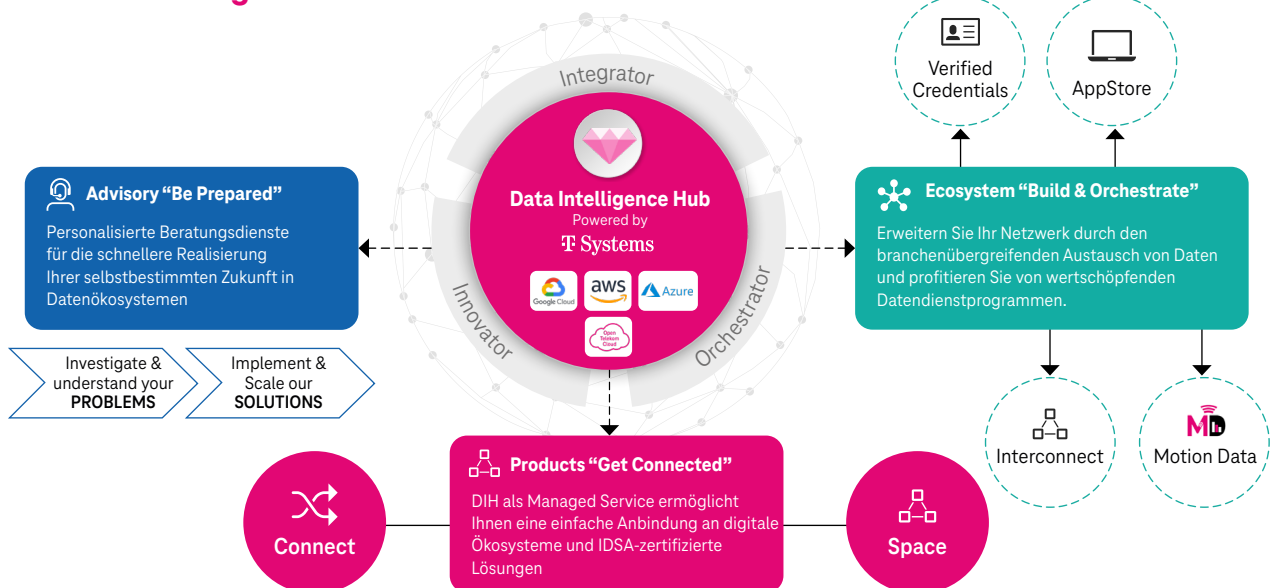 Integrator
Innovator
Orchestrator
Data Intelligence Hub
Powered by
T Systems
Google Cloud
aws
Azure
Open
Telekom
Cloud
Advisory “Be Prepared”
Personalisierte Beratungsdienste
für die schnellere Realisierung
Ihrer selbstbestimmten Zukunft in
Datenökosystemen
Investigate &
understand your
PROBLEMS
Implement &
Scale our
SOLUTIONS
Verified
Credentials
AppStore
Ecosystem “Build & Orchestrate”
Erweitern Sie Ihr Netzwerk durch den
branchenübergreifenden Austausch von Daten
und profitieren Sie von wertschöpfenden
Datendienstprogrammen.
Interconnect
MD
Motion Data
Products “Get Connected”
DIH als Managed Service ermöglicht
Ihnen eine einfache Anbindung an digitale
Ökosysteme und IDSA-zertifizierte
Lösungen
Connect
Space